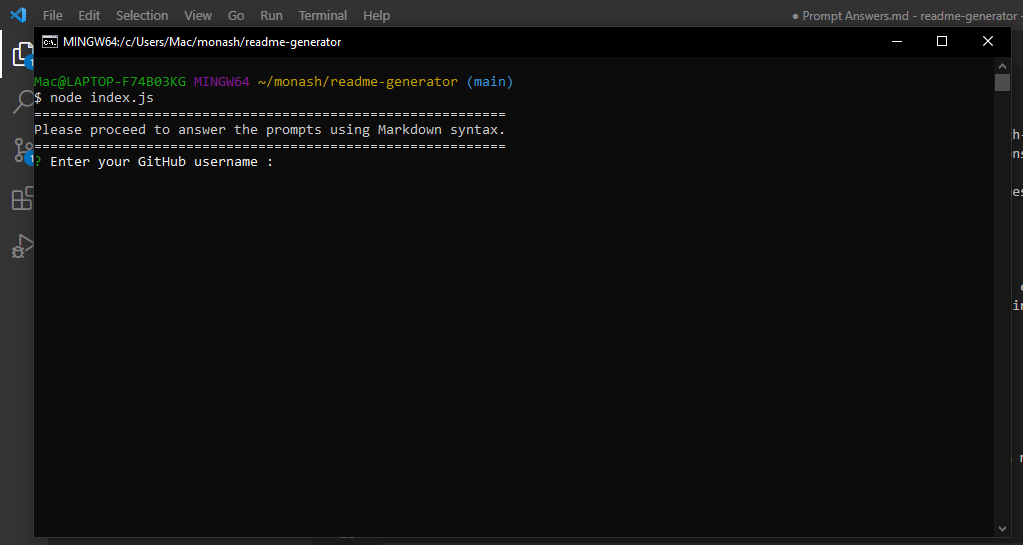 File Edit Selection View Go Run Terminal Help
● Prompt Answers.md - readme-generator -
MINGW64:/c/Users/Mac/monash/readme-generator
Mac@LAPTOP-F74B03KG MINGW64 ~/monash/readme-generator (main)
$ node index.js
===========================================================
Please proceed to answer the prompts using Markdown syntax.
===========================================================
? Enter your GitHub username :